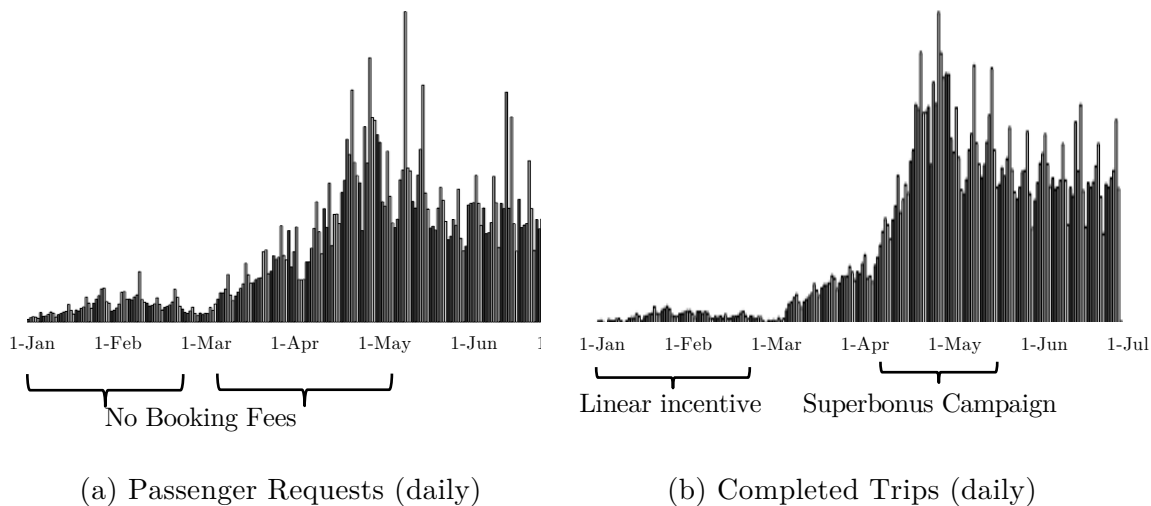 1-Jan 1-Feb 1-Mar 1-Apr 1-May 1-Jun 1
No Booking Fees
(a) Passenger Requests (daily)
1-Jan 1-Feb 1-Mar 1-Apr 1-May 1-Jun 1-Jul
Linear incentive Superbonus Campaign
(b) Completed Trips (daily)